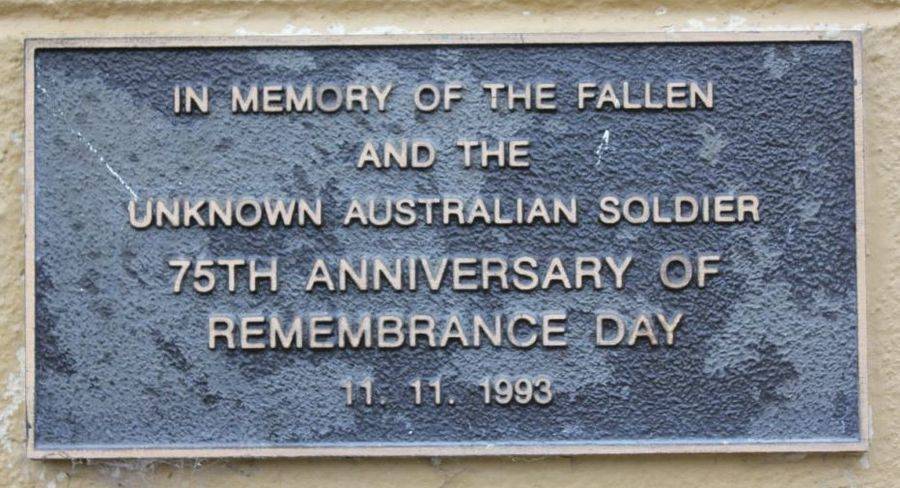 IN MEMORY OF THE FALLEN
AND THE
UNKNOWN AUSTRALIAN SOLDIER
75TH ANNIVERSARY OF
REMEMBRANCE DAY
11. 11. 1993